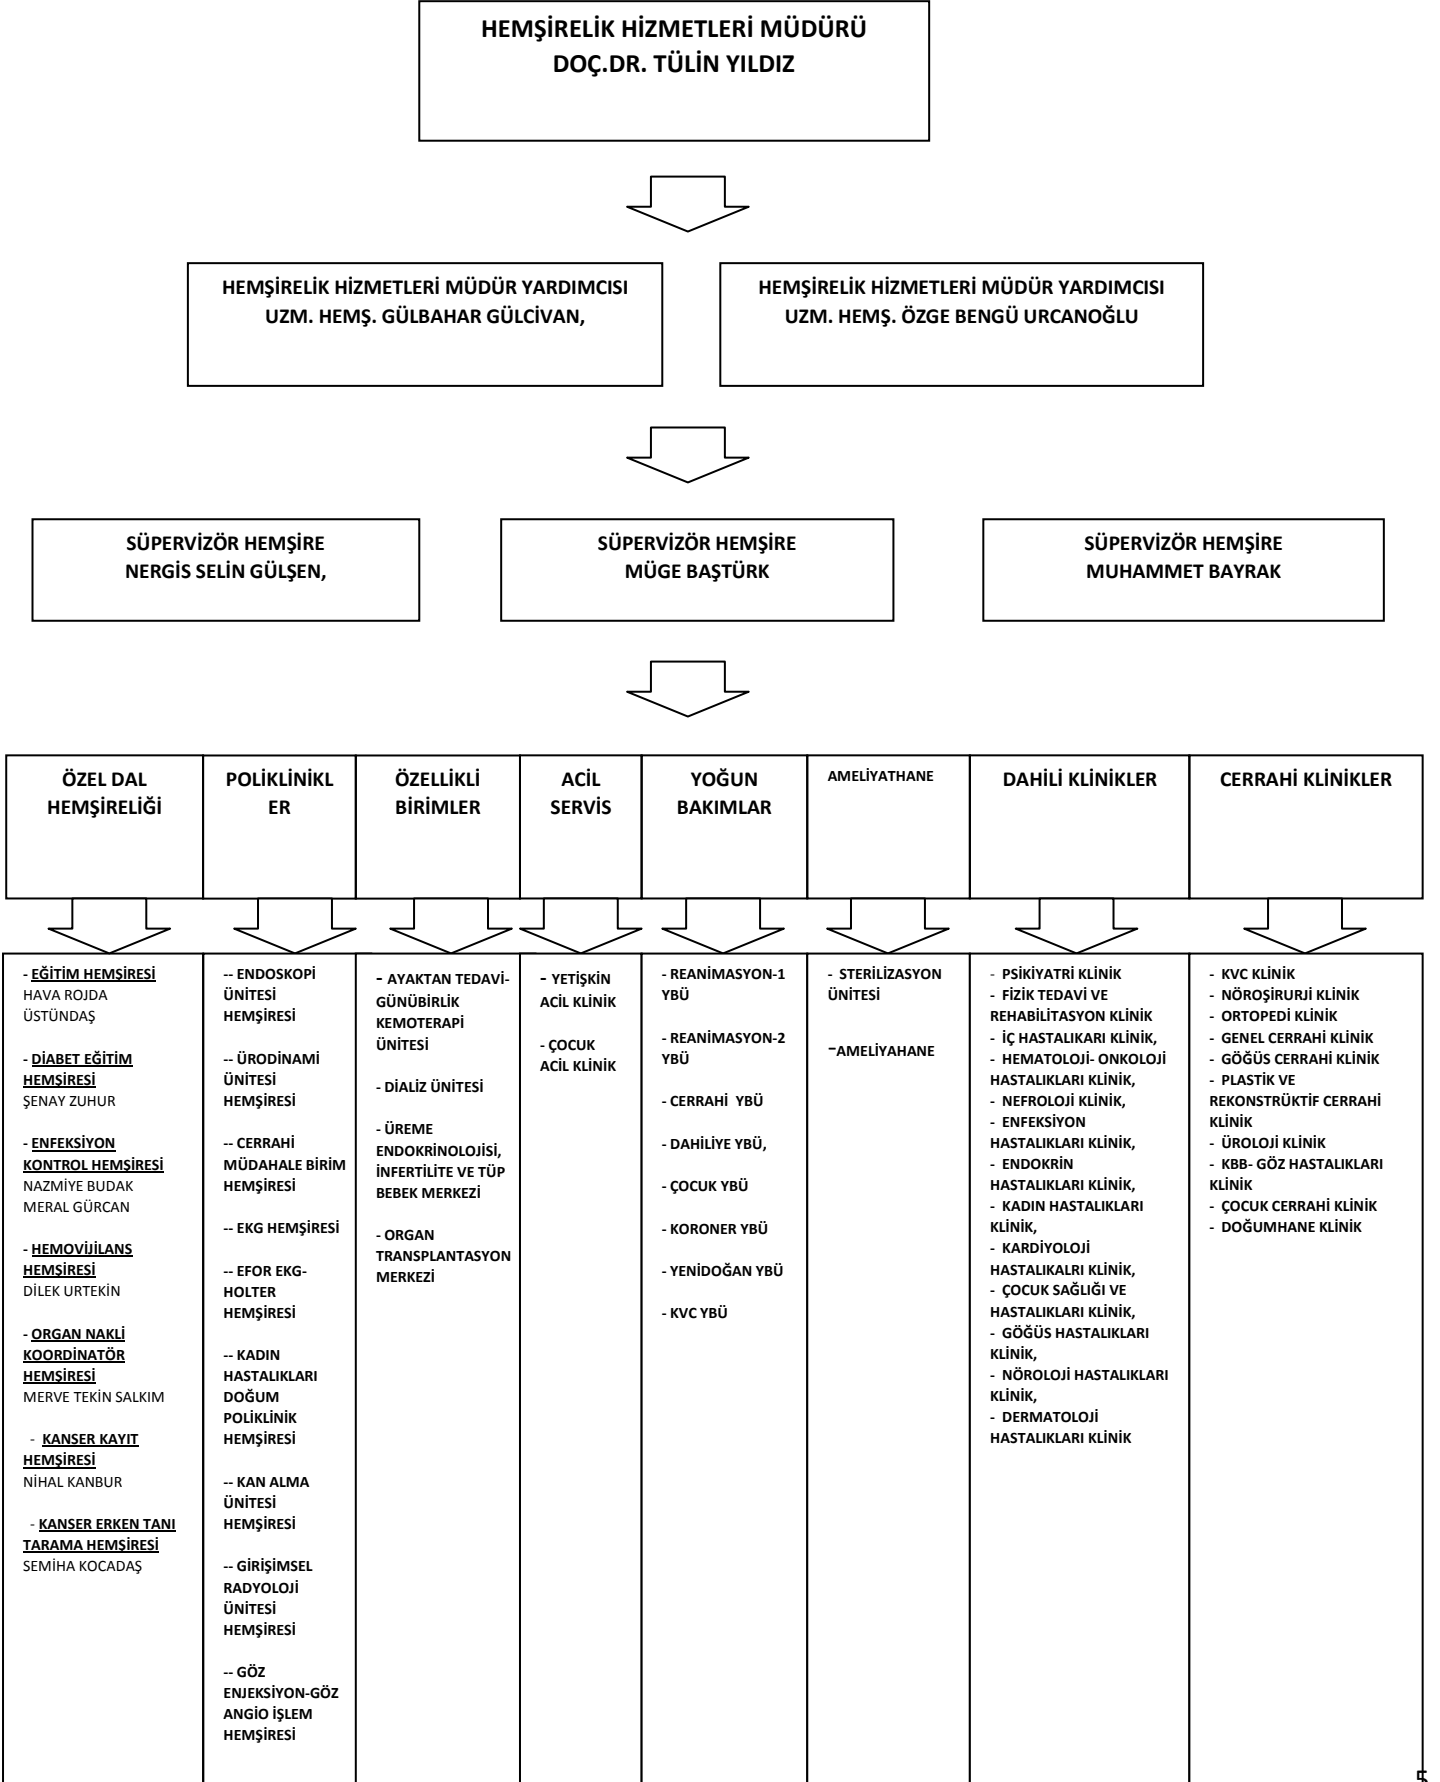 HEMŞİRELİK HİZMETLERİ MÜDÜRÜ
DOÇ.DR. TÜLİN YILDIZ
HEMŞİRELİK HİZMETLERİ MÜDÜR YARDIMCISI
UZM. HEMŞ. GÜLBAHAR GÜLCİVAN,
HEMŞİRELİK HİZMETLERİ MÜDÜR YARDIMCISI
UZM. HEMŞ. ÖZGE BENGÜ URCANOĞLU
SÜPERVİZÖR HEMŞİRE
NERGİS SELİN GÜLŞEN,
SÜPERVİZÖR HEMŞİRE
MÜGE BAŞTÜRK
SÜPERVİZÖR HEMŞİRE
MUHAMMET BAYRAK
ÖZEL DAL
HEMŞİRELİĞİ
POLİKLİNİKL
ER
ÖZELLİKLİ
BİRİMLER
ACİL
SERVİS
YOĞUN
BAKIMLAR
AMELİYATHANE
DAHİLİ KLİNİKLER
CERRAHİ KLİNİKLER
- EĞİTİM HEMŞİRESİ
HAVA ROJDA
ÜSTÜNDAŞ
- DİABET EĞİTİM
HEMŞİRESİ
ŞENAY ZUHUR
- ENFEKSİYON
KONTROL HEMŞİRESİ
NAZMİYE BUDAK
MERAL GÜRCAN
- HEMOVİJİLANS
HEMŞİRESİ
DİLEK URTEKİN
- ORGAN NAKLİ
KOORDİNATÖR
HEMŞİRESİ
MERVE TEKİN SALKIM
- KANSER KAYIT
HEMŞİRESİ
NİHAL KANBUR
- KANSER ERKEN TANI
TARAMA HEMŞİRESİ
SEMİHA KOCADAŞ
-- ENDOSKOPİ
ÜNİTESİ
HEMŞİRESİ
-- ÜRODİNAMİ
ÜNİTESİ
HEMŞİRESİ
-- CERRAHİ
MÜDAHALE BİRİM
HEMŞİRESİ
-- EKG HEMŞİRESİ
-- EFOR EKG-
HOLTER
HEMŞİRESİ
-- KADIN
HASTALIKLARI
DOĞUM
POLİKLİNİK
HEMŞİRESİ
-- KAN ALMA
ÜNİTESİ
HEMŞİRESİ
-- GİRİŞİMSEL
RADYOLOJİ
ÜNİTESİ
HEMŞİRESİ
-- GÖZ
ENJEKSİYON-GÖZ
ANGİO İŞLEM
HEMŞİRESİ
- AYAKTAN TEDAVİ-
GÜNÜBİRLİK
KEMOTERAPİ
ÜNİTESİ
- DİALİZ ÜNİTESİ
- ÜREME
ENDOKRİNOLOJİSİ,
İNFERTİLİTE VE TÜP
BEBEK MERKEZİ
- ORGAN
TRANSPLANTASYON
MERKEZİ
- YETİŞKİN
ACİL KLİNİK
- ÇOCUK
ACİL KLİNİK
- REANİMASYON-1
YBÜ
- REANİMASYON-2
YBÜ
- CERRAHİ YBÜ
- DAHİLİYE YBÜ,
- ÇOCUK YBÜ
- KORONER YBÜ
- YENİDOĞAN YBÜ
- KVC YBÜ
- STERİLİZASYON
ÜNİTESİ
-AMELİYAHANE
- PSİKİYATRİ KLİNİK
- FİZİK TEDAVİ VE
REHABİLİTASYON KLİNİK
- İÇ HASTALIKARI KLİNİK,
- HEMATOLOJİ- ONKOLOJİ
HASTALIKLARI KLİNİK,
- NEFROLOJİ KLİNİK,
- ENFEKSİYON
HASTALIKLARI KLİNİK,
- ENDOKRİN
HASTALIKLARI KLİNİK,
- KADIN HASTALIKLARI
KLİNİK,
- KARDİYOLOJİ
HASTALIKALRI KLİNİK,
- ÇOCUK SAĞLIĞI VE
HASTALIKLARI KLİNİK,
- GÖĞÜS HASTALIKLARI
KLİNİK,
- NÖROLOJİ HASTALIKLARI
KLİNİK,
- DERMATOLOJİ
HASTALIKLARI KLİNİK
- KVC KLİNİK
- NÖROŞİRURJİ KLİNİK
- ORTOPEDİ KLİNİK
- GENEL CERRAHİ KLİNİK
- GÖĞÜS CERRAHİ KLİNİK
- PLASTİK VE
REKONSTRÜKTİF CERRAHİ
KLİNİK
- ÜROLOJİ KLİNİK
- KBB- GÖZ HASTALIKLARI
KLİNİK
- ÇOCUK CERRAHİ KLİNİK
- DOĞUMHANE KLİNİK